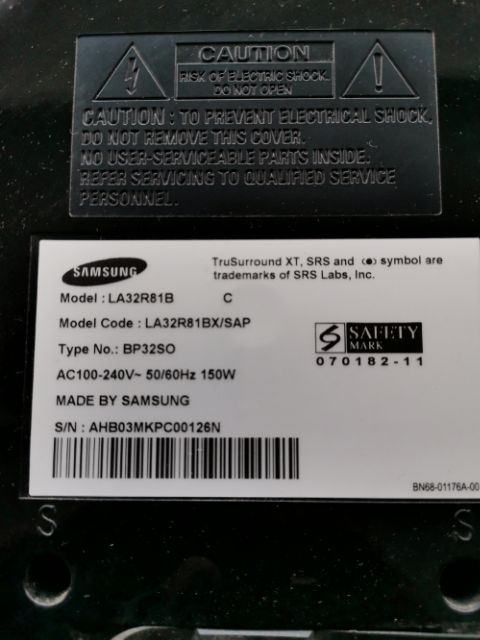 CAUTION
RISK OF ELECTRIC SHOCK.
DO NOT OPEN
CAUTION : TO PREVENT ELECTRICAL SHOCK,
DO NOT REMOVE THIS COVER.
NO USER-SERVICEABLE PARTS INSIDE.
REFER SERVICING TO QUALIFIED SERVICE
PERSONNEL.
SAMSUNG
TruSurround XT, SRS and (●) symbol are
trademarks of SRS Labs, Inc.
Model : LA32R81B C
Model Code : LA32R81BX/SAP
Type No.: BP32SO
AC100-240V~ 50/60Hz 150W
MADE BY SAMSUNG
S/N : AHB03MKPC00126N
SAFETY
MARK
070182-11
BN68-01176A-00
S
S